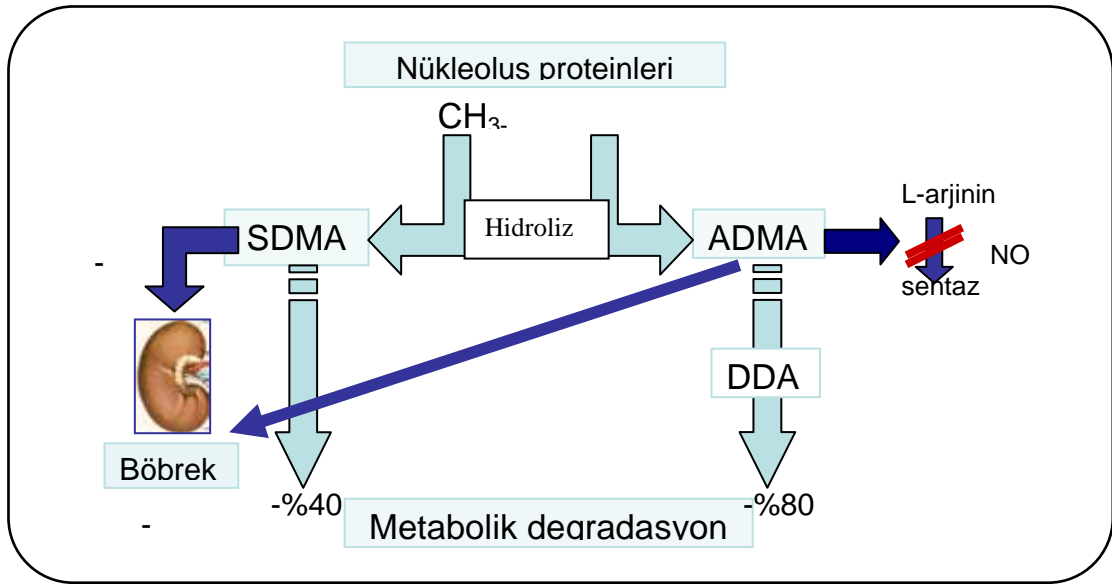 Nükleolus proteinleri
CH3-
L-arjinin
SDMA
Hidroliz
ADMA
NO
sentaz
-
DDA
Böbrek
-%40
-%80
-
Metabolik degradasyon